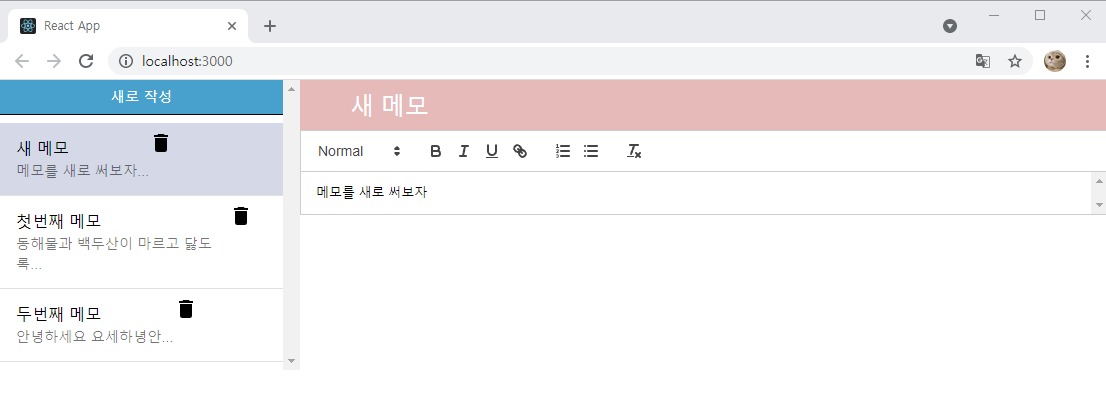 React App
localhost:3000
새로 작성
새 메모
메모를 새로 써보자...
첫번째 메모
동해물과 백두산이 마르고 닳도
록...
두번째 메모
안녕하세요 요세하녕안...
새 메모
Normal
메모를 새로 써보자